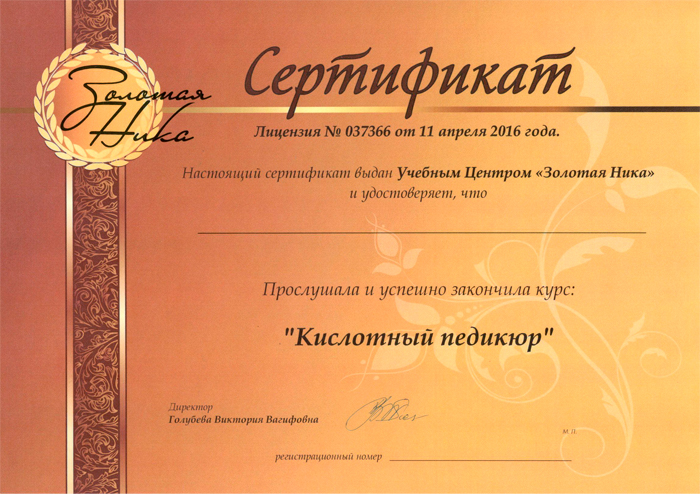 Золотая
Ника
Сертификат
Лицензия № 037366 от 11 апреля 2016 года.
Настоящий сертификат выдан Учебным Центром «Золотая Ника»
и удостоверяет, что
Прослушала и успешно закончила курс:
"Кислотный педикюр"
Директор
Голубева Виктория Вагифовна
М. П.
регистрационный номер